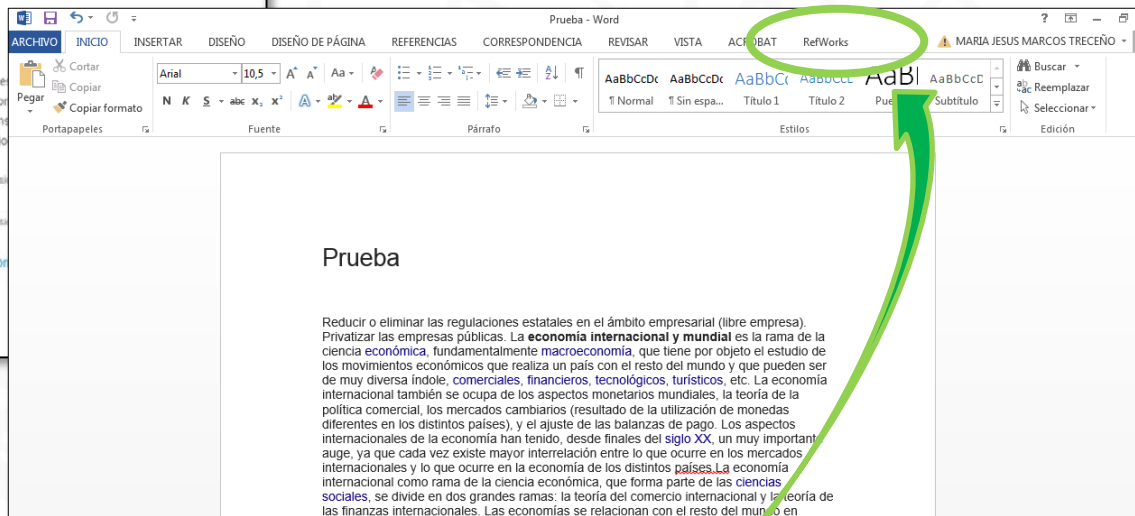 Prueba - Word
ARCHIVO INICIO INSERTAR DISEÑO DISEÑO DE PÁGINA REFERENCIAS CORRESPONDENCIA REVISAR VISTA ACROBAT RefWorks MARIA JESUS MARCOS TRECEÑO
Pegar
Cortar
Copiar
Copiar formato
Portapapeles
Arial 10,5 A A Aa
N K S abc x, x² A A
Fuente
Párrafo
AaBbCcDc AaBbCcDc AaBbC AaBbCcL AaB AaBbCcD
¶ Normal ¶ Sin espa... Título 1 Título 2 Subtítulo
Estilos
Buscar
Reemplazar
Seleccionar
Edición
Prueba
Reducir o eliminar las regulaciones estatales en el ámbito empresarial (libre empresa).
Privatizar las empresas públicas. La economía internacional y mundial es la rama de la
ciencia económica, fundamentalmente macroeconomía, que tiene por objeto el estudio de
los movimientos económicos que realiza un país con el resto del mundo y que pueden ser
de muy diversa índole, comerciales, financieros, tecnológicos, turísticos, etc. La economía
internacional también se ocupa de los aspectos monetarios mundiales, la teoría de la
política comercial, los mercados cambiarios (resultado de la utilización de monedas
diferentes en los distintos países), y el ajuste de las balanzas de pago. Los aspectos
internacionales de la economía han tenido, desde finales del siglo XX, un muy importante
auge, ya que cada vez existe mayor interrelación entre lo que ocurre en los mercados
internacionales y lo que ocurre en la economía de los distintos países.La economía
internacional como rama de la ciencia económica, que forma parte de las ciencias
sociales, se divide en dos grandes ramas: la teoría del comercio internacional y la teoría de
las finanzas internacionales. Las economías se relacionan con el resto del mundo en